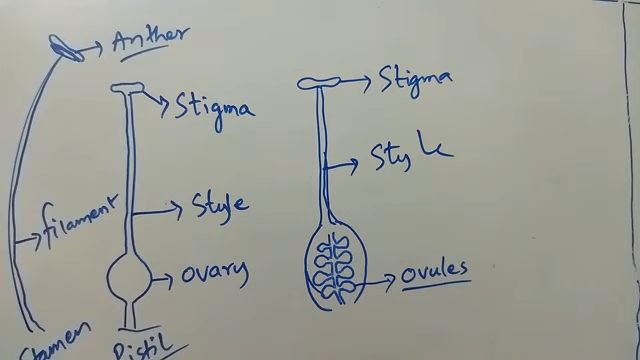 Anther
Stigma
Stigma
Style
filament
Style
ovary
ovules
Stamen
Pistil